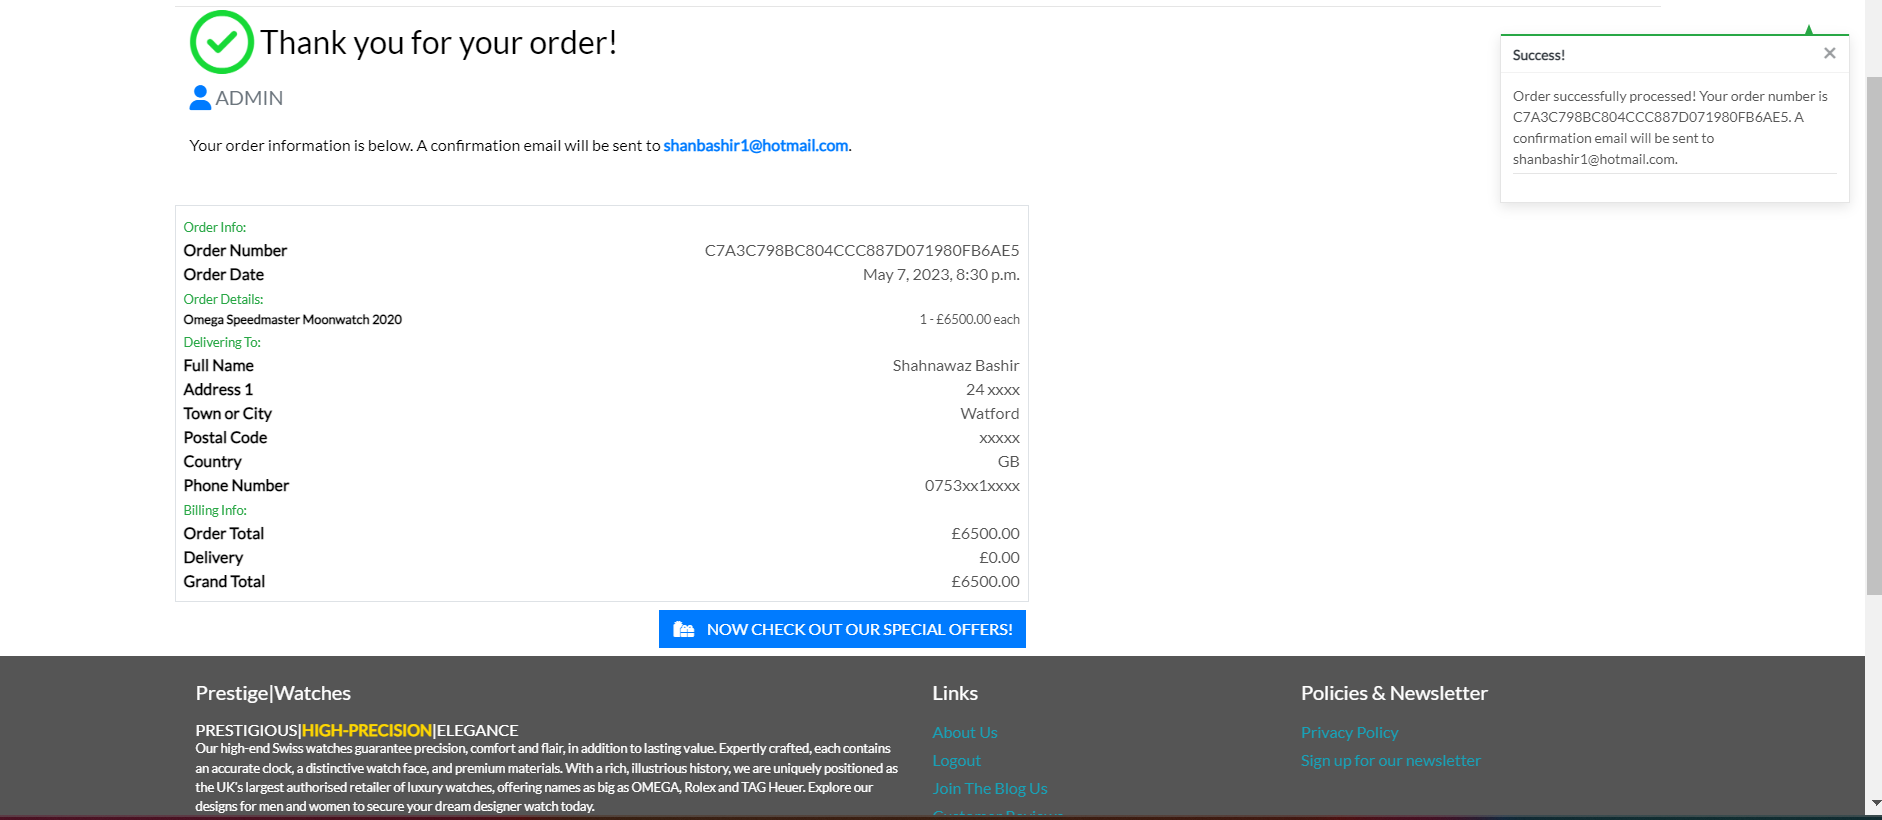 Thank you for your order!
ADMIN
Your order information is below. A confirmation email will be sent to shanbashir1@hotmail.com.
Success!
×
Order successfully processed! Your order number is
C7A3C798BC804CCC887D071980FB6AE5. A
confirmation email will be sent to
shanbashir1@hotmail.com.
Order Info:
Order Number C7A3C798BC804CCC887D071980FB6AE5
Order Date May 7, 2023, 8:30 p.m.
Order Details:
Omega Speedmaster Moonwatch 2020 1 - £6500.00 each
Delivering To:
Full Name Shahnawaz Bashir
Address 1 24 xxxx
Town or City Watford
Postal Code xxxxx
Country GB
Phone Number 0753xx1xxxx
Billing Info:
Order Total £6500.00
Delivery £0.00
Grand Total £6500.00
NOW CHECK OUT OUR SPECIAL OFFERS!
Prestige|Watches
PRESTIGIOUS|HIGH-PRECISION|ELEGANCE
Our high-end Swiss watches guarantee precision, comfort and flair, in addition to lasting value. Expertly crafted, each contains
an accurate clock, a distinctive watch face, and premium materials. With a rich, illustrious history, we are uniquely positioned as
the UK's largest authorised retailer of luxury watches, offering names as big as OMEGA, Rolex and TAG Heuer. Explore our
designs for men and women to secure your dream designer watch today.
Links
About Us
Logout
Join The Blog Us
Customer Reviews
Policies & Newsletter
Privacy Policy
Sign up for our newsletter